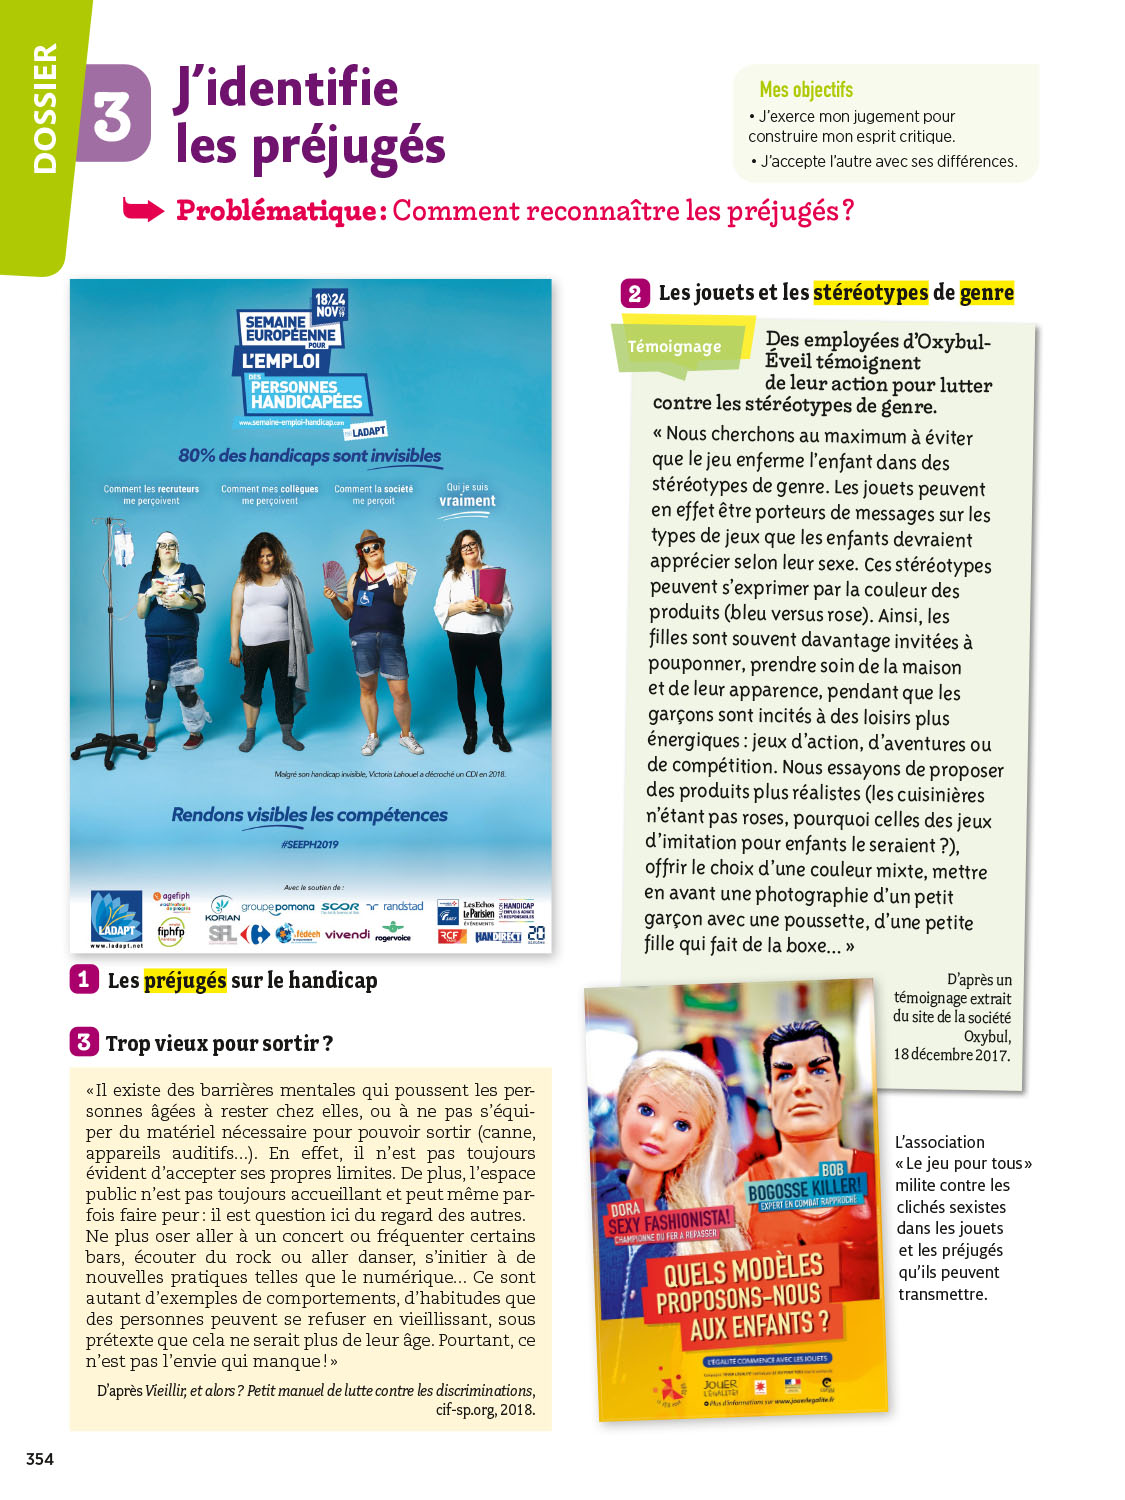 DOSSIER
3
J'identifie
les préjugés
Mes objectifs
• J'exerce mon jugement pour
construire mon esprit critique.
• J'accepte l'autre avec ses différences.
Problématique : Comment reconnaître les préjugés ?
18>24
NOV
SEMAINE
EUROPÉENNE
POUR
L'EMPLOI
DES
PERSONNES
HANDICAPÉES
www.semaine-emploi-handicap.com
LADAPT
80% des handicaps sont invisibles
Comment les recruteurs
me perçoivent
Comment mes collègues
me perçoivent
Comment la société
me perçoit
Qui je suis
vraiment
Malgré son handicap invisible, Victoria Lahouel a décroché un CDI en 2018.
Rendons visibles les compétences
#SEEPH2019
Avec le soutien de :
LADAPT
www.ladapt.net
agefiph
fiphfp
KORIAN
groupe pomona
SCOR
randstad
SFL
fédéeh
vivendi
rogervoice
Les Echos
Le Parisien
ÉVÉNEMENTS
HANDICAP
RCF
HANDIRECT
20
1 Les préjugés sur le handicap
3 Trop vieux pour sortir ?
« Il existe des barrières mentales qui poussent les per-
sonnes âgées à rester chez elles, ou à ne pas s'équi-
per du matériel nécessaire pour pouvoir sortir (canne,
appareils auditifs…). En effet, il n'est pas toujours
évident d'accepter ses propres limites. De plus, l'espace
public n'est pas toujours accueillant et peut même par-
fois faire peur : il est question ici du regard des autres.
Ne plus oser aller à un concert ou fréquenter certains
bars, écouter du rock ou aller danser, s'initier à de
nouvelles pratiques telles que le numérique… Ce sont
autant d'exemples de comportements, d'habitudes que
des personnes peuvent se refuser en vieillissant, sous
prétexte que cela ne serait plus de leur âge. Pourtant, ce
n'est pas l'envie qui manque ! »
D'après Vieillir, et alors ? Petit manuel de lutte contre les discriminations,
cif-sp.org, 2018.
2 Les jouets et les stéréotypes de genre
Témoignage
Des employées d'Oxybul-
Éveil témoignent
de leur action pour lutter
contre les stéréotypes de genre.
« Nous cherchons au maximum à éviter
que le jeu enferme l'enfant dans des
stéréotypes de genre. Les jouets peuvent
en effet être porteurs de messages sur les
types de jeux que les enfants devraient
apprécier selon leur sexe. Ces stéréotypes
peuvent s'exprimer par la couleur des
produits (bleu versus rose). Ainsi, les
filles sont souvent davantage invitées à
pouponner, prendre soin de la maison
et de leur apparence, pendant que les
garçons sont incités à des loisirs plus
énergiques : jeux d'action, d'aventures ou
de compétition. Nous essayons de proposer
des produits plus réalistes (les cuisinières
n'étant pas roses, pourquoi celles des jeux
d'imitation pour enfants le seraient ?),
offrir le choix d'une couleur mixte, mettre
en avant une photographie d'un petit
garçon avec une poussette, d'une petite
fille qui fait de la boxe… »
D'après un
témoignage extrait
du site de la société
Oxybul,
18 décembre 2017.
BOB
BOGOSSE KILLER!
EXPERT EN COMBAT RAPPROCHÉ
DORA
SEXY FASHIONISTA!
CHAMPIONNE DU FER À REPASSER
QUELS MODÈLES
PROPOSONS-NOUS
AUX ENFANTS ?
L'ÉGALITÉ COMMENCE AVEC LES JOUETS
JOUER
L'ÉGALITÉ!
Plus d'informations sur www.jouerlegalite.fr
L'association
« Le jeu pour tous »
milite contre les
clichés sexistes
dans les jouets
et les préjugés
qu'ils peuvent
transmettre.
354